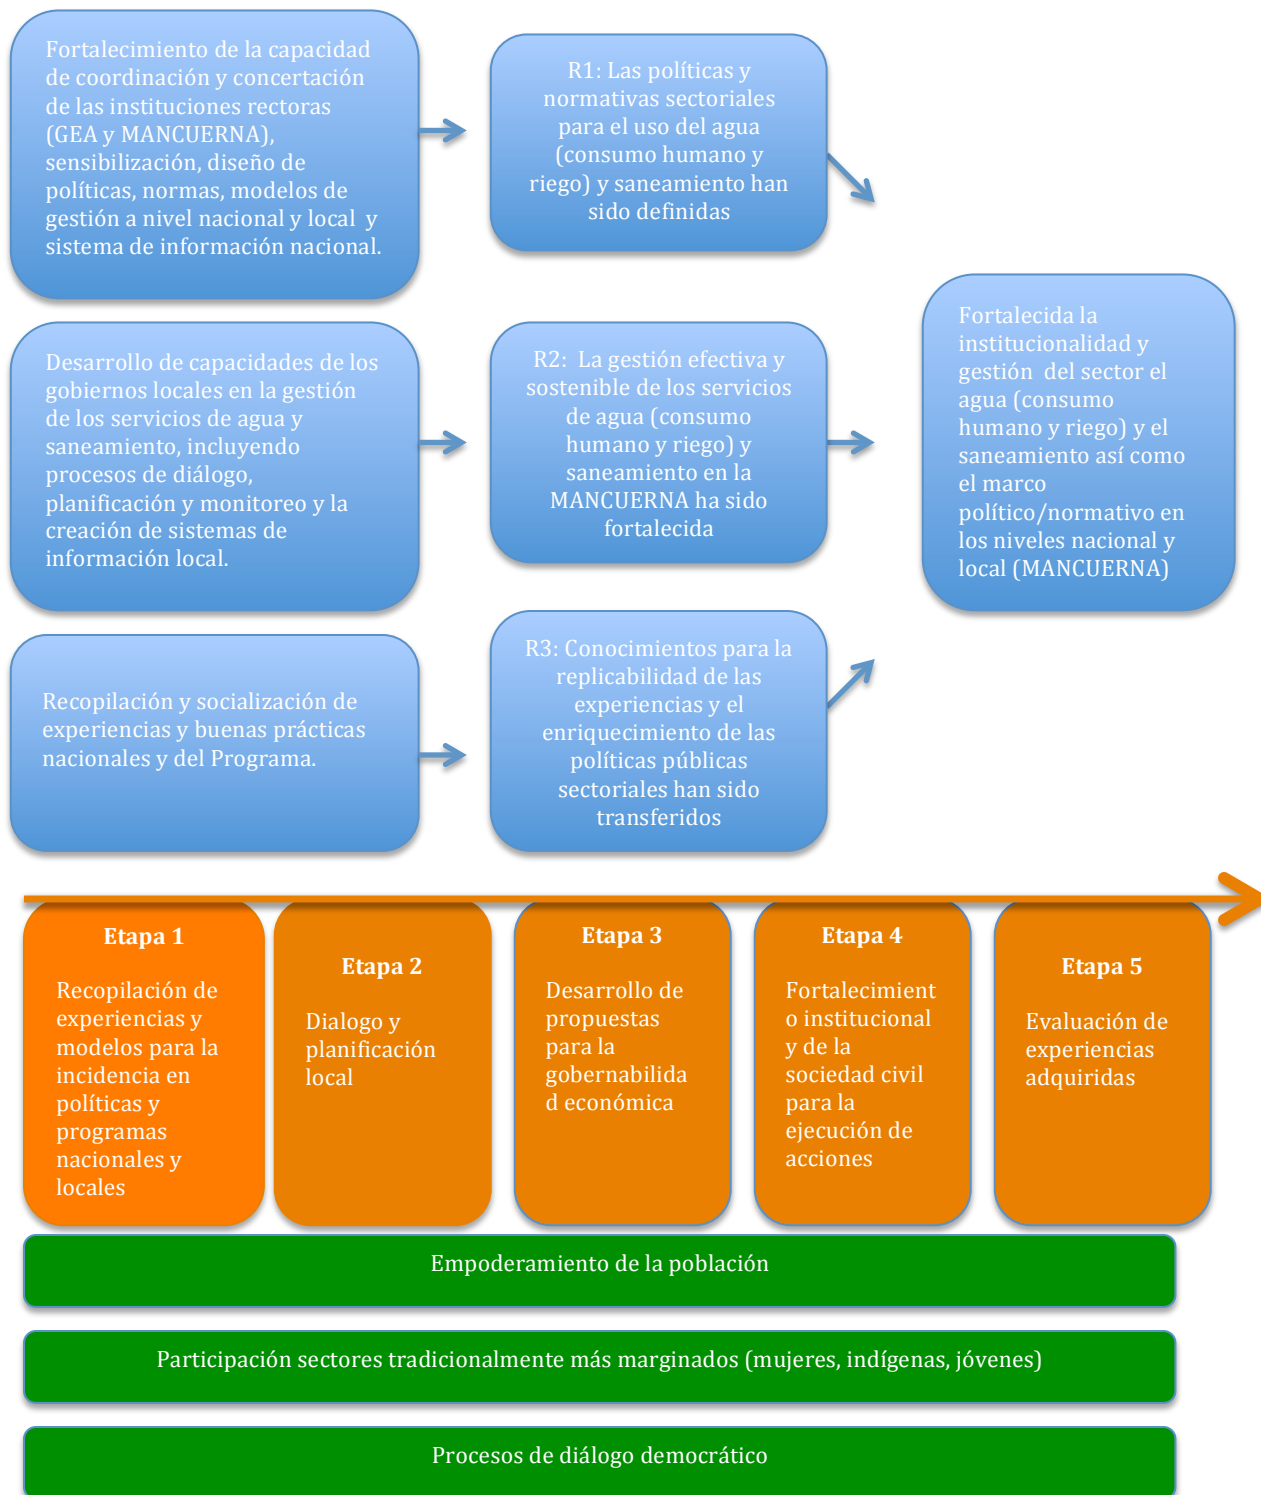 Fortalecimiento de la capacidad
de coordinación y concertación
de las instituciones rectoras
(GEA y MANCUERNA),
sensibilización, diseño de
políticas, normas, modelos de
gestión a nivel nacional y local y
sistema de información nacional.
R1: Las políticas y
normativas sectoriales
para el uso del agua
(consumo humano y
riego) y saneamiento han
sido definidas
Desarrollo de capacidades de los
gobiernos locales en la gestión
de los servicios de agua y
saneamiento, incluyendo
procesos de diálogo,
planificación y monitoreo y la
creación de sistemas de
información local.
R2: La gestión efectiva y
sostenible de los servicios
de agua (consumo
humano y riego) y
saneamiento en la
MANCUERNA ha sido
fortalecida
Fortalecida la
institucionalidad y
gestión del sector el
agua (consumo
humano y riego) y el
saneamiento así como
el marco
político/normativo en
los niveles nacional y
local (MANCUERNA)
Recopilación y socialización de
experiencias y buenas prácticas
nacionales y del Programa.
R3: Conocimientos para la
replicabilidad de las
experiencias y el
enriquecimiento de las
políticas públicas
sectoriales han sido
transferidos
Etapa 1
Recopilación de
experiencias y
modelos para la
incidencia en
políticas y
programas
nacionales y
locales
Etapa 2
Dialogo y
planificación
local
Etapa 3
Desarrollo de
propuestas
para la
gobernabilida
d económica
Etapa 4
Fortalecimient
o institucional
y de la
sociedad civil
para la
ejecución de
acciones
Etapa 5
Evaluación de
experiencias
adquiridas
Empoderamiento de la población
Participación sectores tradicionalmente más marginados (mujeres, indígenas, jóvenes)
Procesos de diálogo democrático